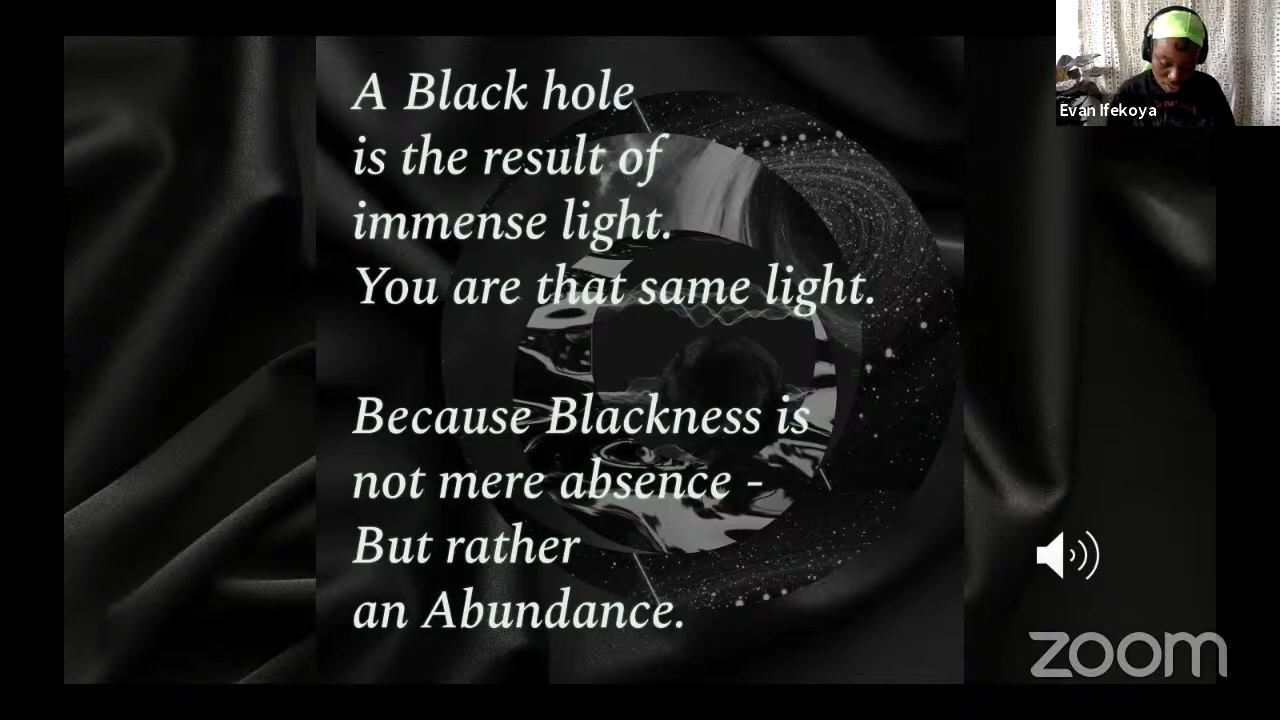 A Black hole
is the result of
immense light.
You are that same light.
Because Blackness is
not mere absence -
But rather
an Abundance.
Evan Ifekoya
zoom